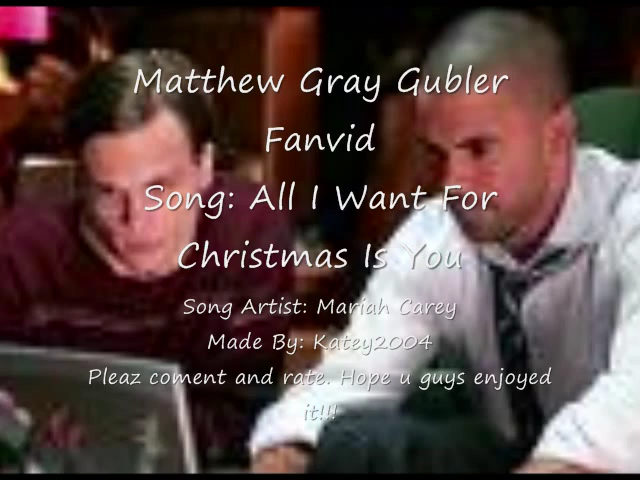 Matthew Gray Gubler
Fanvid
Song: All I Want For
Christmas Is You
Song Artist: Mariah Carey
Made By: Katey2004
Pleaz coment and rate. Hope u guys enjoyed
it!!!